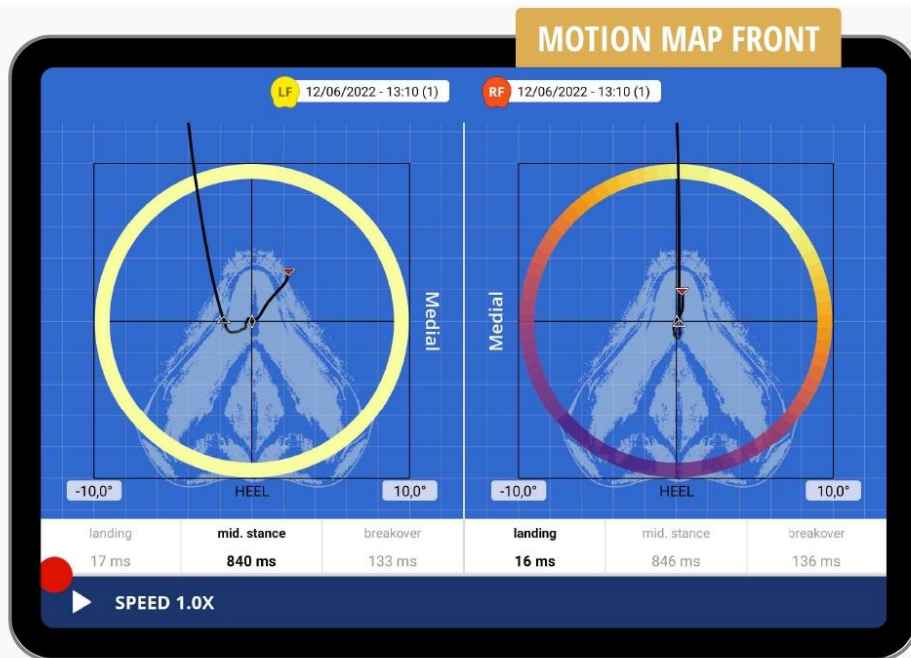 MOTION MAP FRONT
LF 12/06/2022 - 13:10 (1)
RF 12/06/2022 - 13:10 (1)
Medial
Medial
-10,0° HEEL 10,0°
-10,0° HEEL 10,0°
landing mid. stance breakover
17 ms 840 ms 133 ms
landing mid. stance breakover
16 ms 846 ms 136 ms
SPEED 1.0X